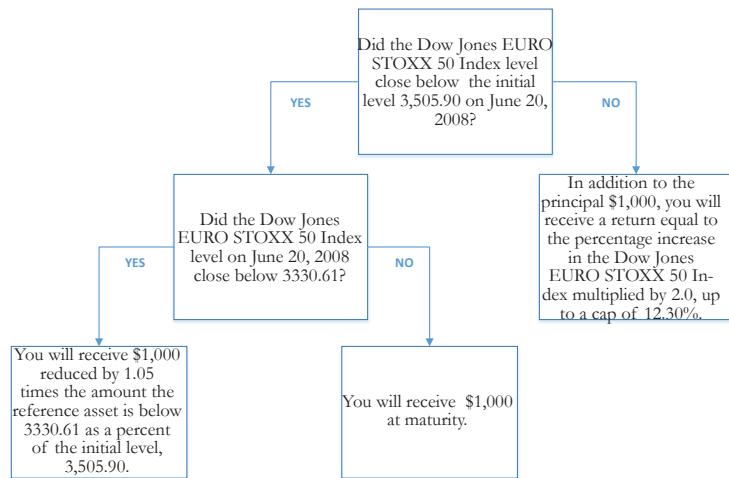 Did the Dow Jones EURO
STOXX 50 Index level
close below the initial
level 3,505.90 on June 20,
2008?
YES
NO
Did the Dow Jones
EURO STOXX 50 Index
level on June 20, 2008
close below 3330.61?
In addition to the
principal $1,000, you will
receive a return equal to
the percentage increase
in the Dow Jones
EURO STOXX 50 In-
dex multiplied by 2.0, up
to a cap of 12.30%.
YES
NO
You will receive $1,000
reduced by 1.05
times the amount the
reference asset is below
3330.61 as a percent
of the initial level,
3,505.90.
You will receive $1,000
at maturity.